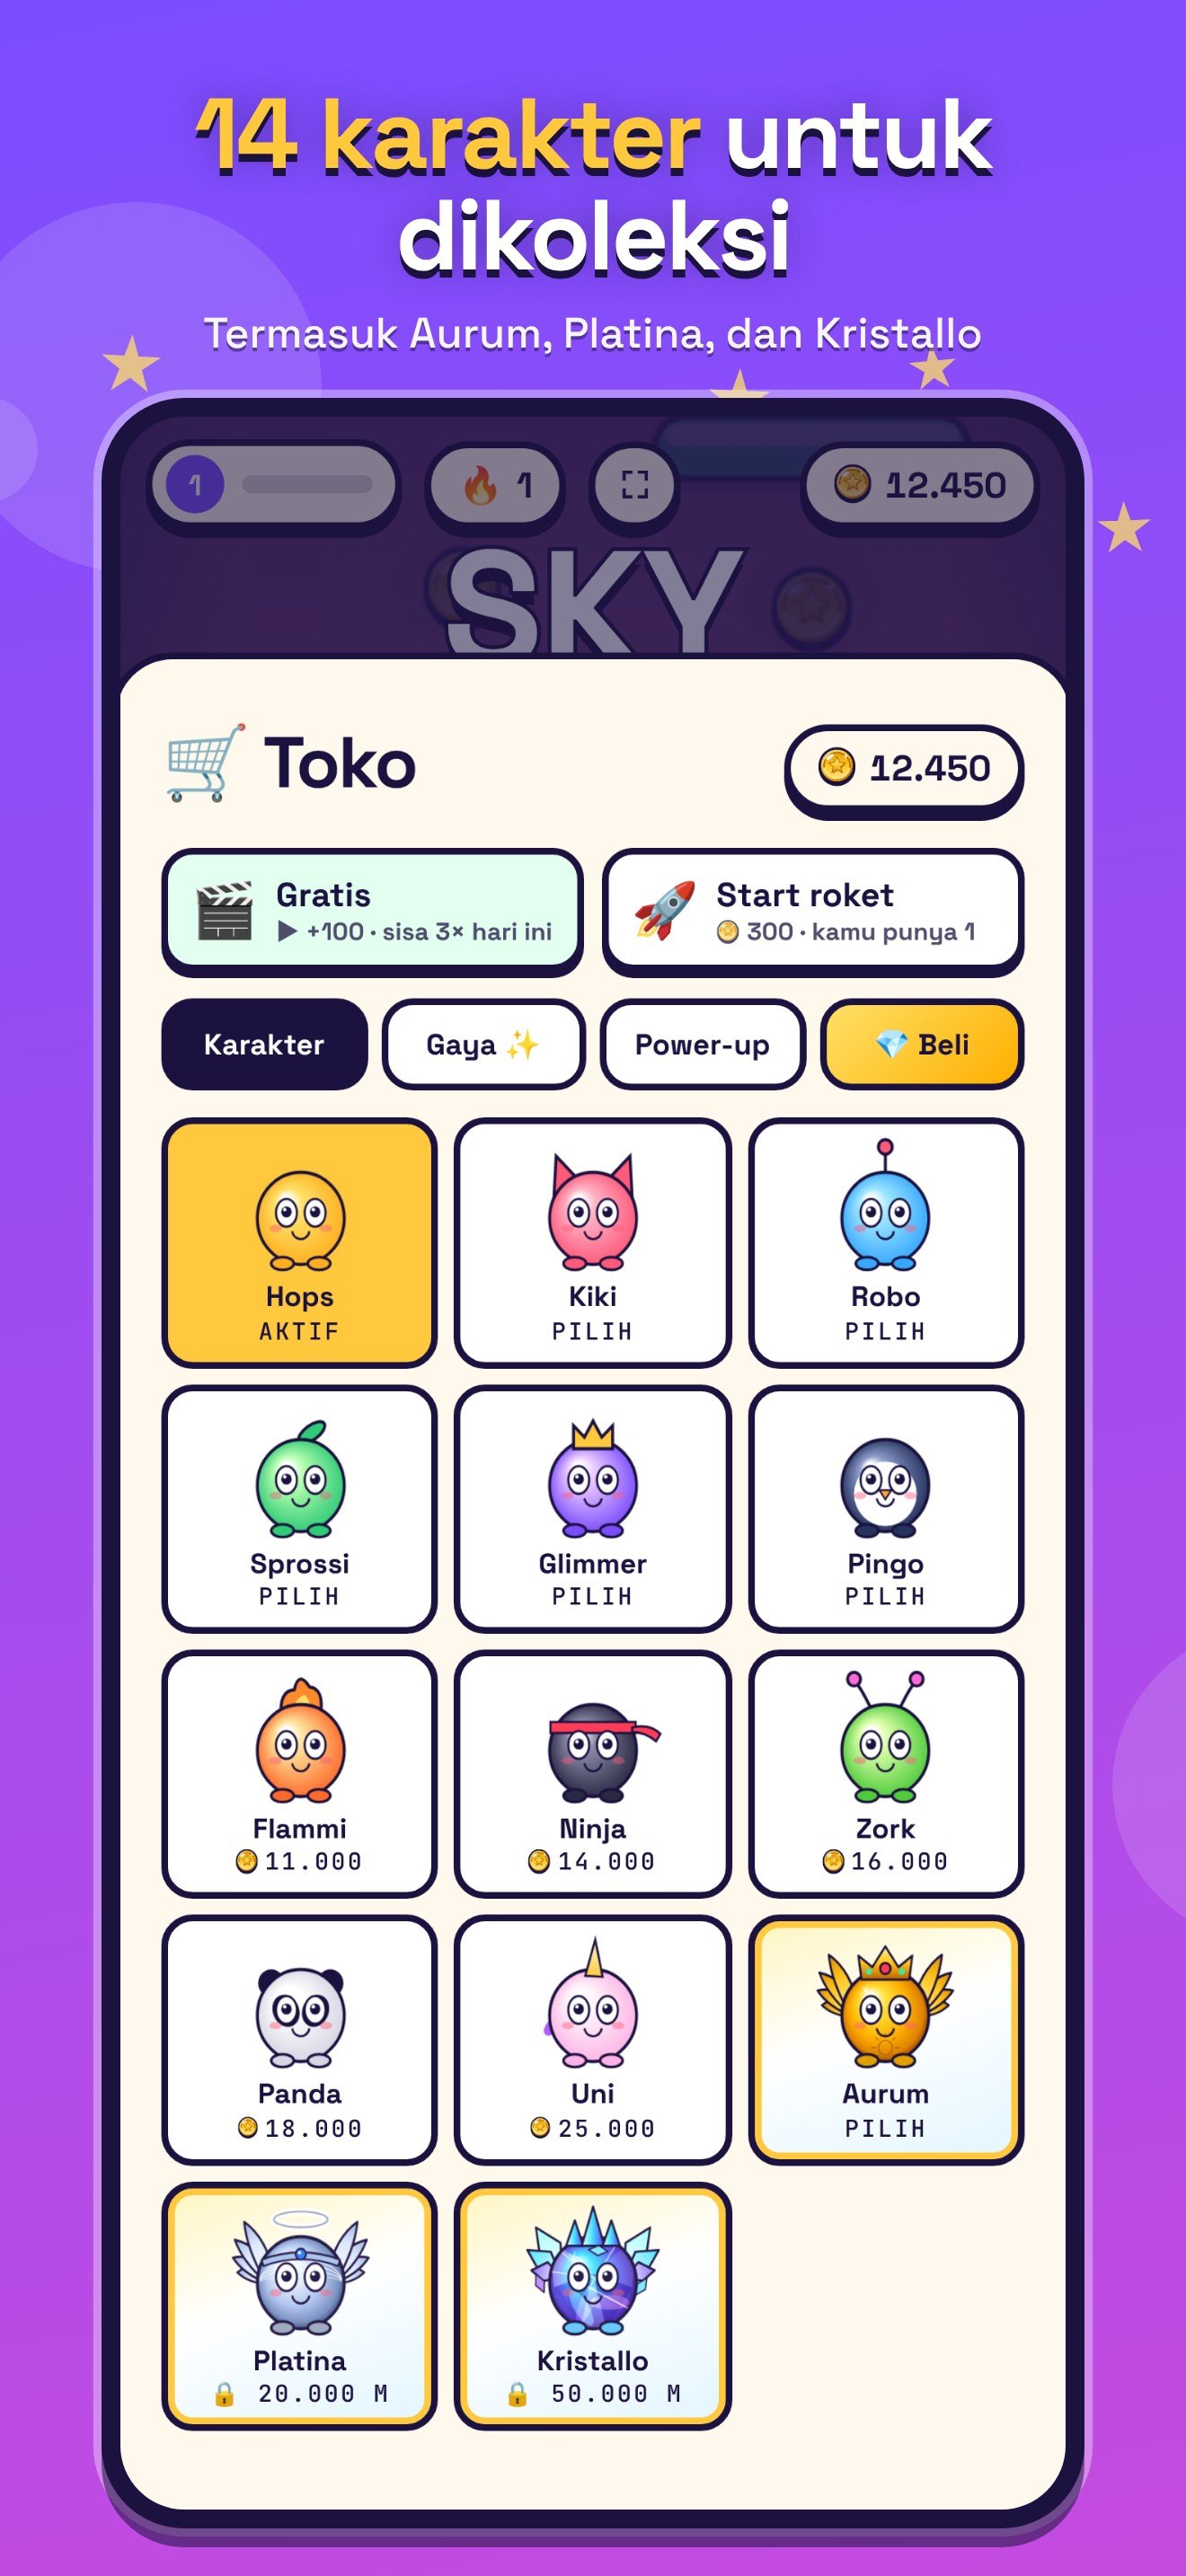 14 karakter untuk
dikoleksi
Termasuk Aurum, Platina, dan Kristallo
1
🔥 1
12.450
SKY
🛒 Toko
12.450
🎬 Gratis
▶ +100 · sisa 3× hari ini
🚀 Start roket
300 · kamu punya 1
Karakter
Gaya ✨
Power-up
💎 Beli
Hops
AKTIF
Kiki
PILIH
Robo
PILIH
Sprossi
PILIH
Glimmer
PILIH
Pingo
PILIH
Flammi
11.000
Ninja
14.000
Zork
16.000
Panda
18.000
Uni
25.000
Aurum
PILIH
Platina
🔒 20.000 M
Kristallo
🔒 50.000 M